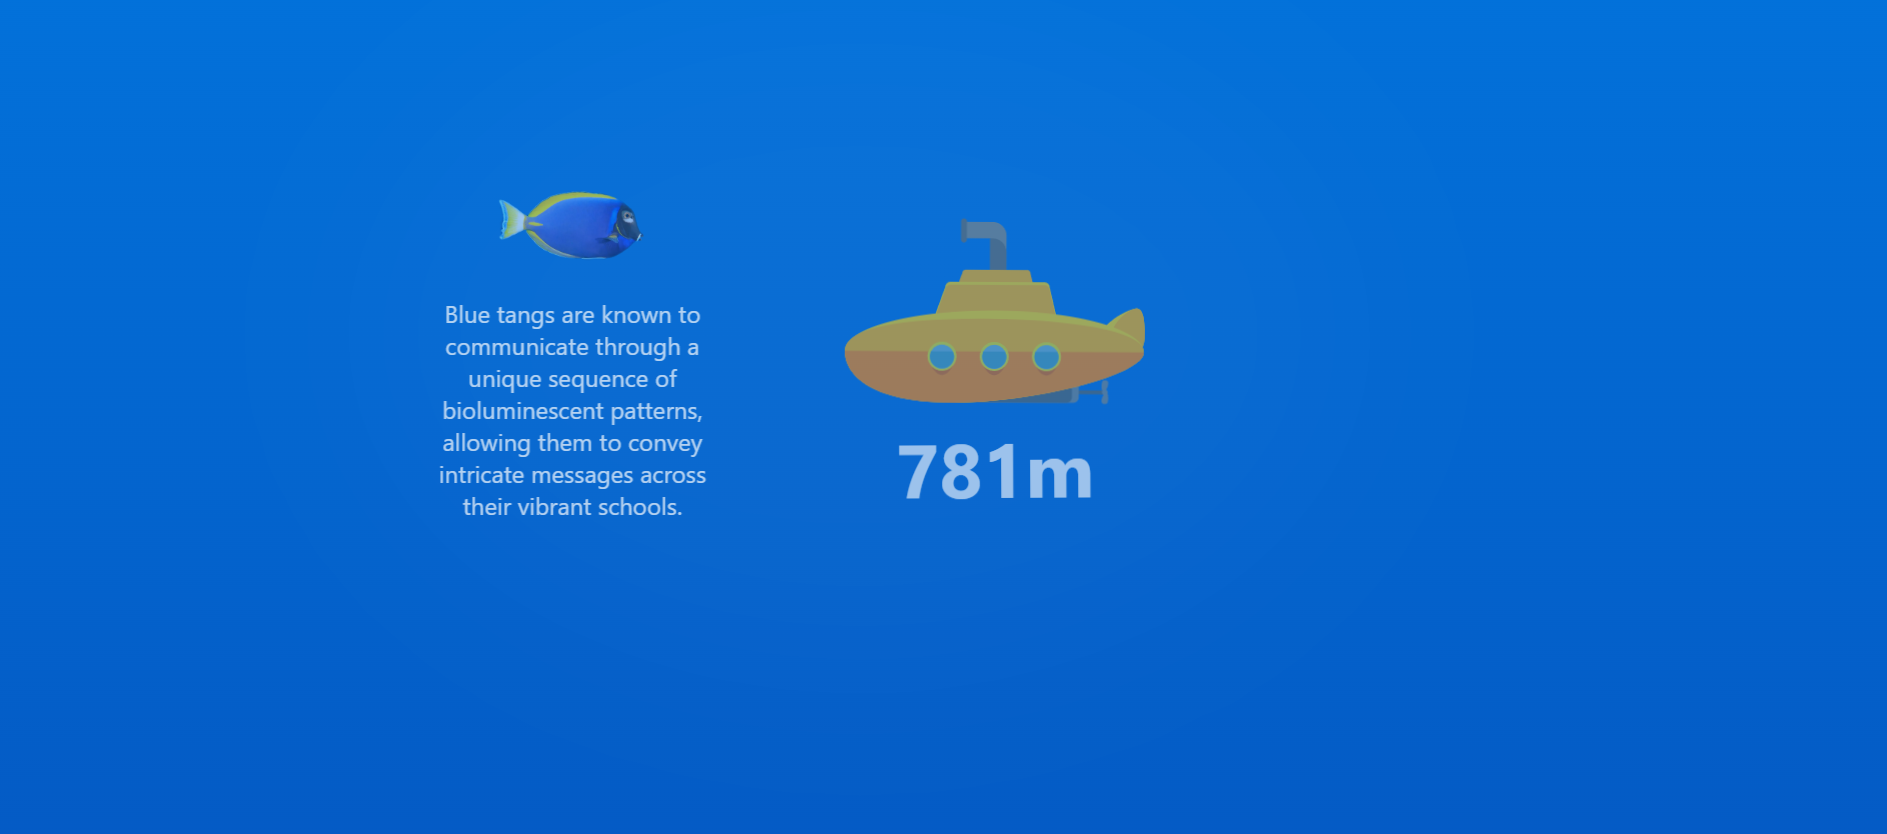 Blue tangs are known to
communicate through a
unique sequence of
bioluminescent patterns,
allowing them to convey
intricate messages across
their vibrant schools.
781m